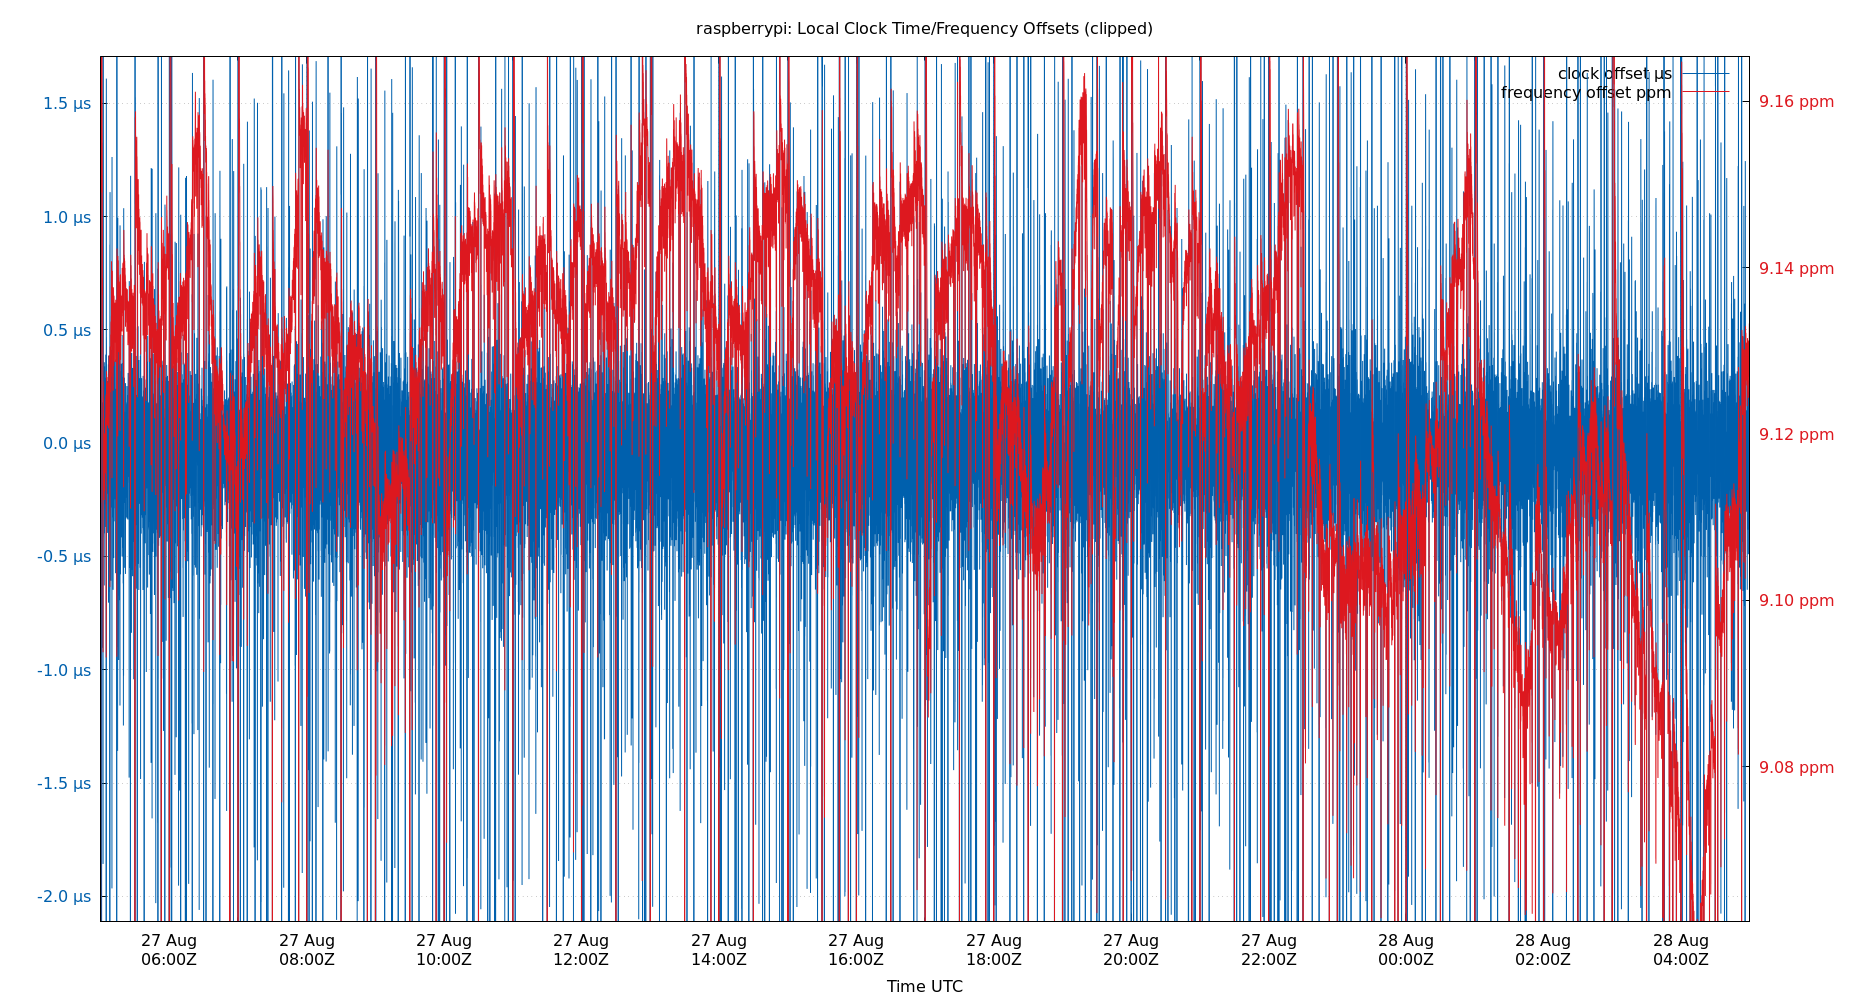 raspberrypi: Local Clock Time/Frequency Offsets (clipped)
clock offset µs
frequency offset ppm
1.5 µs
1.0 µs
0.5 µs
0.0 µs
-0.5 µs
-1.0 µs
-1.5 µs
-2.0 µs
9.16 ppm
9.14 ppm
9.12 ppm
9.10 ppm
9.08 ppm
27 Aug 27 Aug 27 Aug 27 Aug 27 Aug 27 Aug 27 Aug 27 Aug 27 Aug 28 Aug 28 Aug 28 Aug
06:00Z 08:00Z 10:00Z 12:00Z 14:00Z 16:00Z 18:00Z 20:00Z 22:00Z 00:00Z 02:00Z 04:00Z
Time UTC